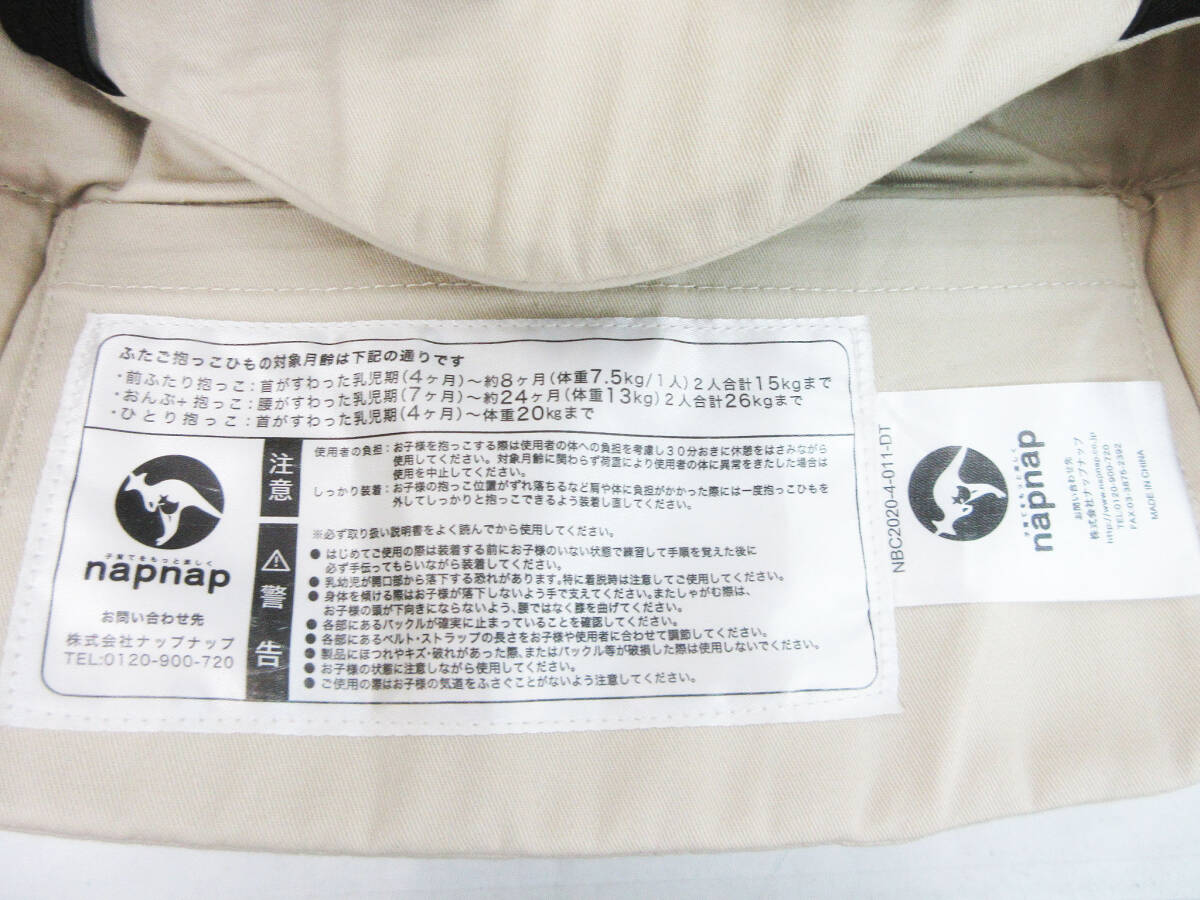 ふたご抱っこひもの対象月齢は下記の通りです
・前ふたり抱っこ：首がすわった乳児期(4ヶ月)～約8ヶ月(体重7.5kg/1人)2人合計15kgまで
・おんぶ+抱っこ：腰がすわった乳児期(7ヶ月)～約24ヶ月(体重13kg)2人合計26kgまで
・ひとり抱っこ：首がすわった乳児期(4ヶ月)～体重20kgまで
子育てをもっと楽しく
napnap
お問い合わせ先
株式会社ナップナップ
TEL:0120-900-720
注意
使用者の負担：お子様を抱っこする際は使用者の体への負担を考慮し30分おきに休憩をはさみながら
使用してください。対象月齢に関わらず荷重により使用者の体に異常をきたした場合は
使用を中止してください。
しっかり装着：お子様の抱っこ位置がずれ落ちるなど肩や体に負担がかかった際には一度抱っこひもを
外してしっかりと抱っこできるよう装着し直してください。
警告
※必ず取り扱い説明書をよく読んでから使用してください。
●はじめてご使用の際は装着する前にお子様のいない状態で練習して手順を覚えた後に
必ず手伝ってもらいながら装着してください。
●乳幼児が開口部から落下する恐れがあります。特に着脱時は注意してご使用してください。
●身体を傾ける際はお子様が落下しないよう手で支えてください。またしゃがむ際は、
お子様の頭が下向きにならないよう、腰ではなく膝を曲げてください。
●各部にあるバックルが確実に止まっていることを確認してください。
●各部にあるベルト・ストラップの長さをお子様や使用者に合わせて調節してください。
●製品にほつれやキズ・破れがあった際、またはバックル等が破損した際は使用しないでください。
●お子様の状態に注意しながら使用してください。
●ご使用の際はお子様の気道をふさぐことがないよう注意してください。
NBC2020-4-011-DT
子育てをもっと楽しく
napnap
お問い合わせ先
株式会社ナップナップ
http://www.napnap.co.jp
TEL:0120-900-720
FAX:03-3875-2392
MADE IN CHINA